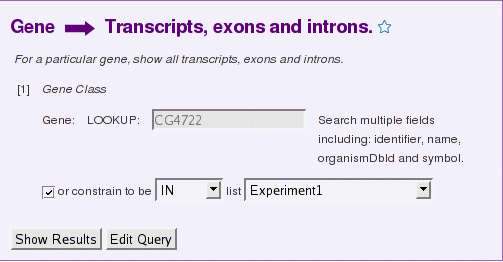 Gene Transcripts, exons and introns.
For a particular gene, show all transcripts, exons and introns.
[1] Gene Class
Gene: LOOKUP: CG4722 Search multiple fields
including: identifier, name,
organismDbId and symbol.
or constrain to be IN list Experiment1
Show Results Edit Query